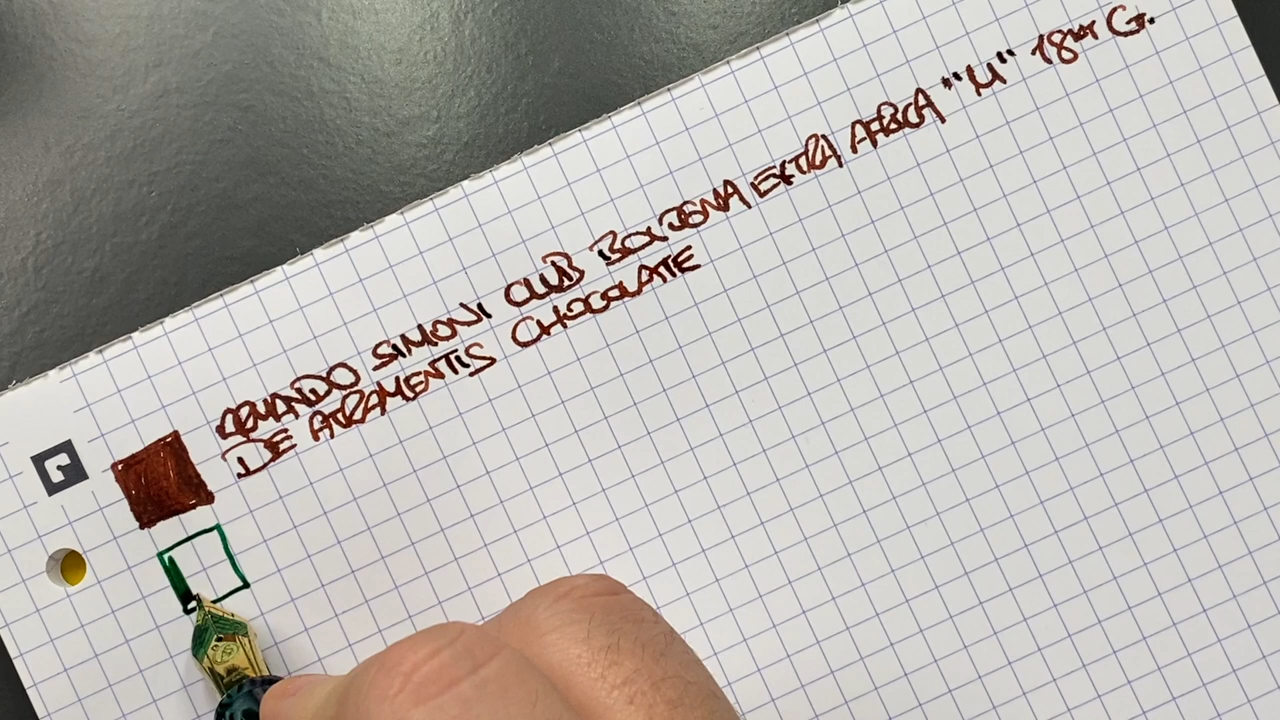 ARMANDO SIMONI CLUB BOLOGNA EXTRA AFRICA "M" 18KT G.
DE ATRAMENTIS CHOCOLATE